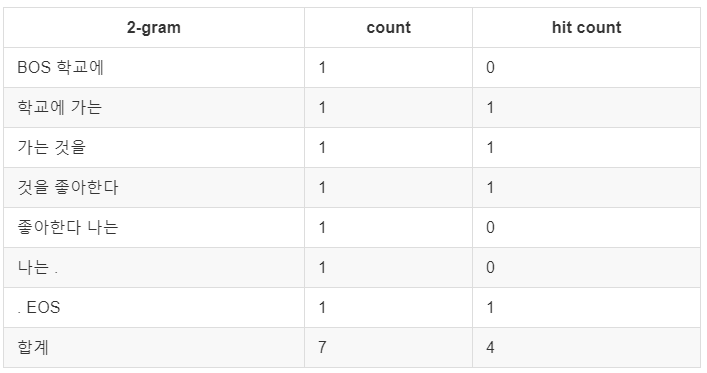 2-gram count hit count
BOS 학교에 1 0
학교에 가는 1 1
가는 것을 1 1
것을 좋아한다 1 1
좋아한다 나는 1 0
나는 . 1 0
. EOS 1 1
합계 7 4